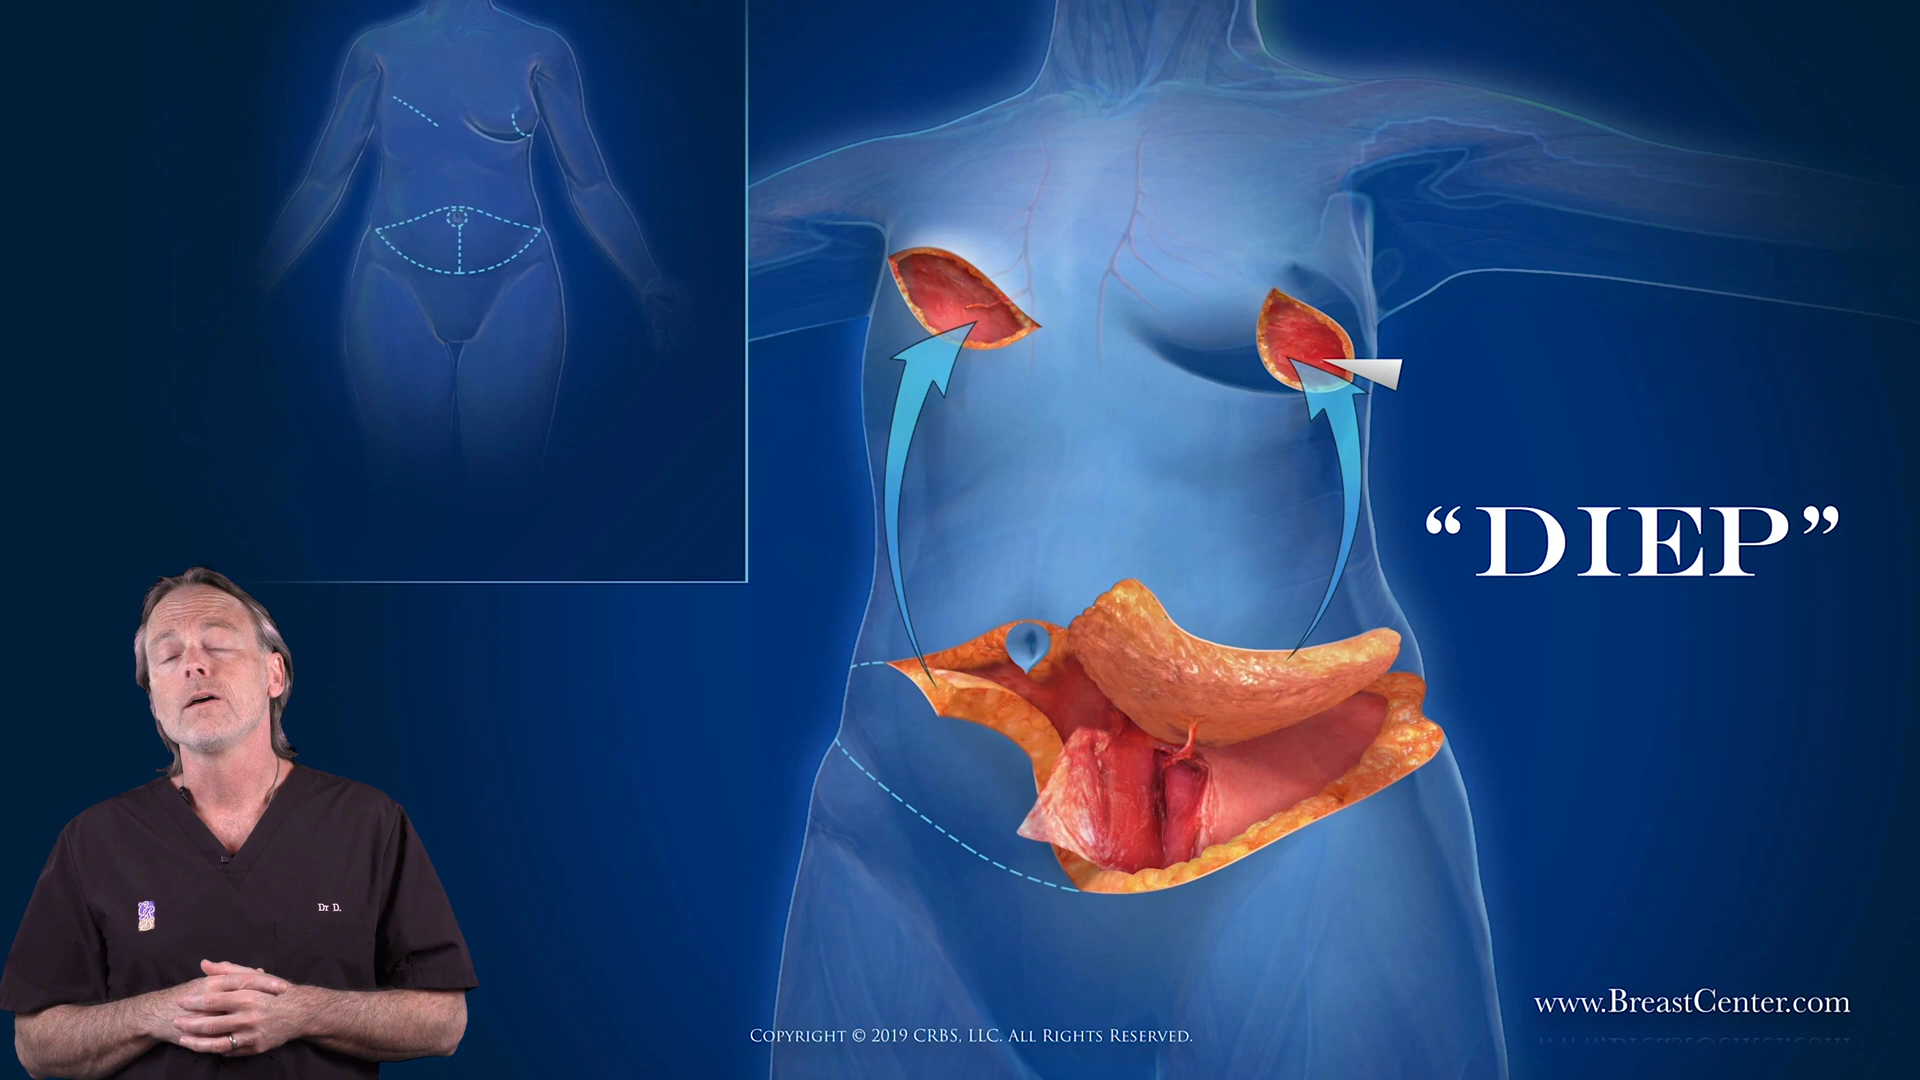 “DIEP”
Dr D.
www.BreastCenter.com
Copyright © 2019 CRBS, LLC. All Rights Reserved.